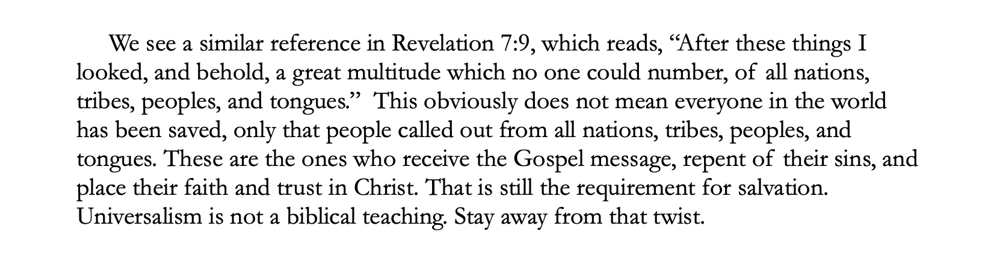 We see a similar reference in Revelation 7:9, which reads, “After these things I
looked, and behold, a great multitude which no one could number, of all nations,
tribes, peoples, and tongues.”  This obviously does not mean everyone in the world
has been saved, only that people called out from all nations, tribes, peoples, and
tongues. These are the ones who receive the Gospel message, repent of their sins, and
place their faith and trust in Christ. That is still the requirement for salvation.
Universalism is not a biblical teaching. Stay away from that twist.